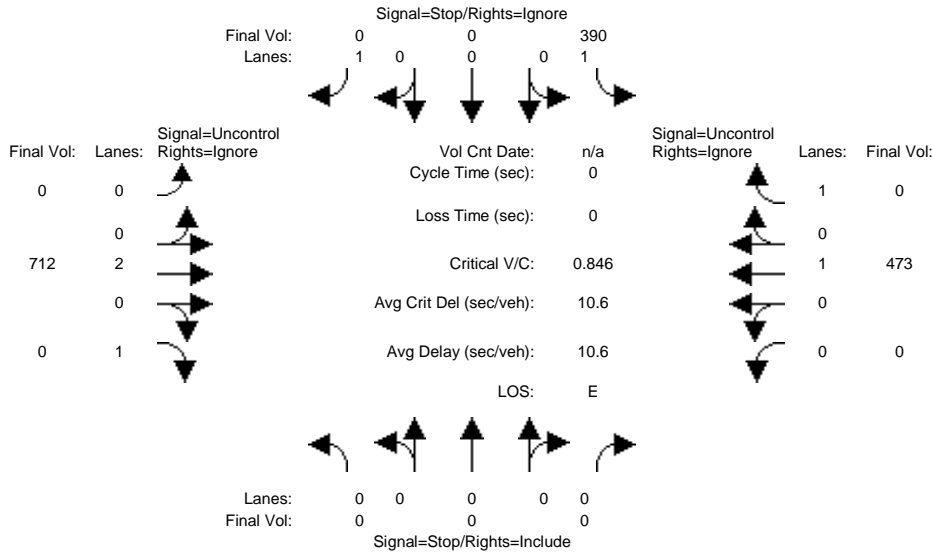 Signal=Stop/Rights=Ignore
Final Vol: 0 0 390
Lanes: 1 0 0 0 1
Signal=Uncontrol
Final Vol: Lanes: Rights=Ignore
Vol Cnt Date: n/a
Signal=Uncontrol
Rights=Ignore Lanes: Final Vol:
Cycle Time (sec): 0
0 0 1 0
Loss Time (sec): 0
0 0
712 2 Critical V/C: 0.846 1 473
0 Avg Crit Del (sec/veh): 10.6 0
0 1 Avg Delay (sec/veh): 10.6 0 0
LOS: E
Lanes: 0 0 0 0 0
Final Vol: 0 0 0
Signal=Stop/Rights=Include